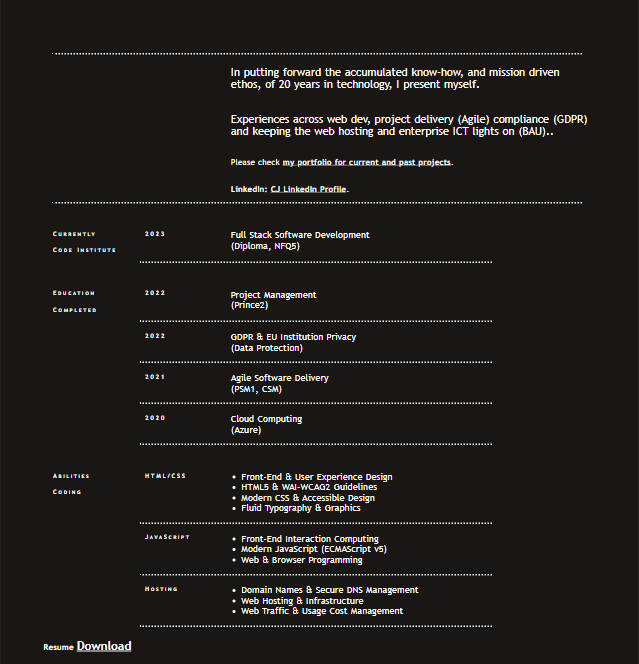 In putting forward the accumulated know-how, and mission driven
ethos, of 20 years in technology, I present myself.
Experiences across web dev, project delivery (Agile) compliance (GDPR)
and keeping the web hosting and enterprise ICT lights on (BAU)..
Please check my portfolio for current and past projects.
LinkedIn: CJ LinkedIn Profile.
Currently
Code Institute
2023
Full Stack Software Development
(Diploma, NFQ5)
Education
Completed
2022
Project Management
(Prince2)
2022
GDPR & EU Institution Privacy
(Data Protection)
2021
Agile Software Delivery
(PSM1, CSM)
2020
Cloud Computing
(Azure)
Abilities
Coding
HTML/CSS
• Front-End & User Experience Design
• HTML5 & WAI-WCAG2 Guidelines
• Modern CSS & Accessible Design
• Fluid Typography & Graphics
JavaScript
• Front-End Interaction Computing
• Modern JavaScript (ECMAScript v5)
• Web & Browser Programming
Hosting
• Domain Names & Secure DNS Management
• Web Hosting & Infrastructure
• Web Traffic & Usage Cost Management
Resume Download